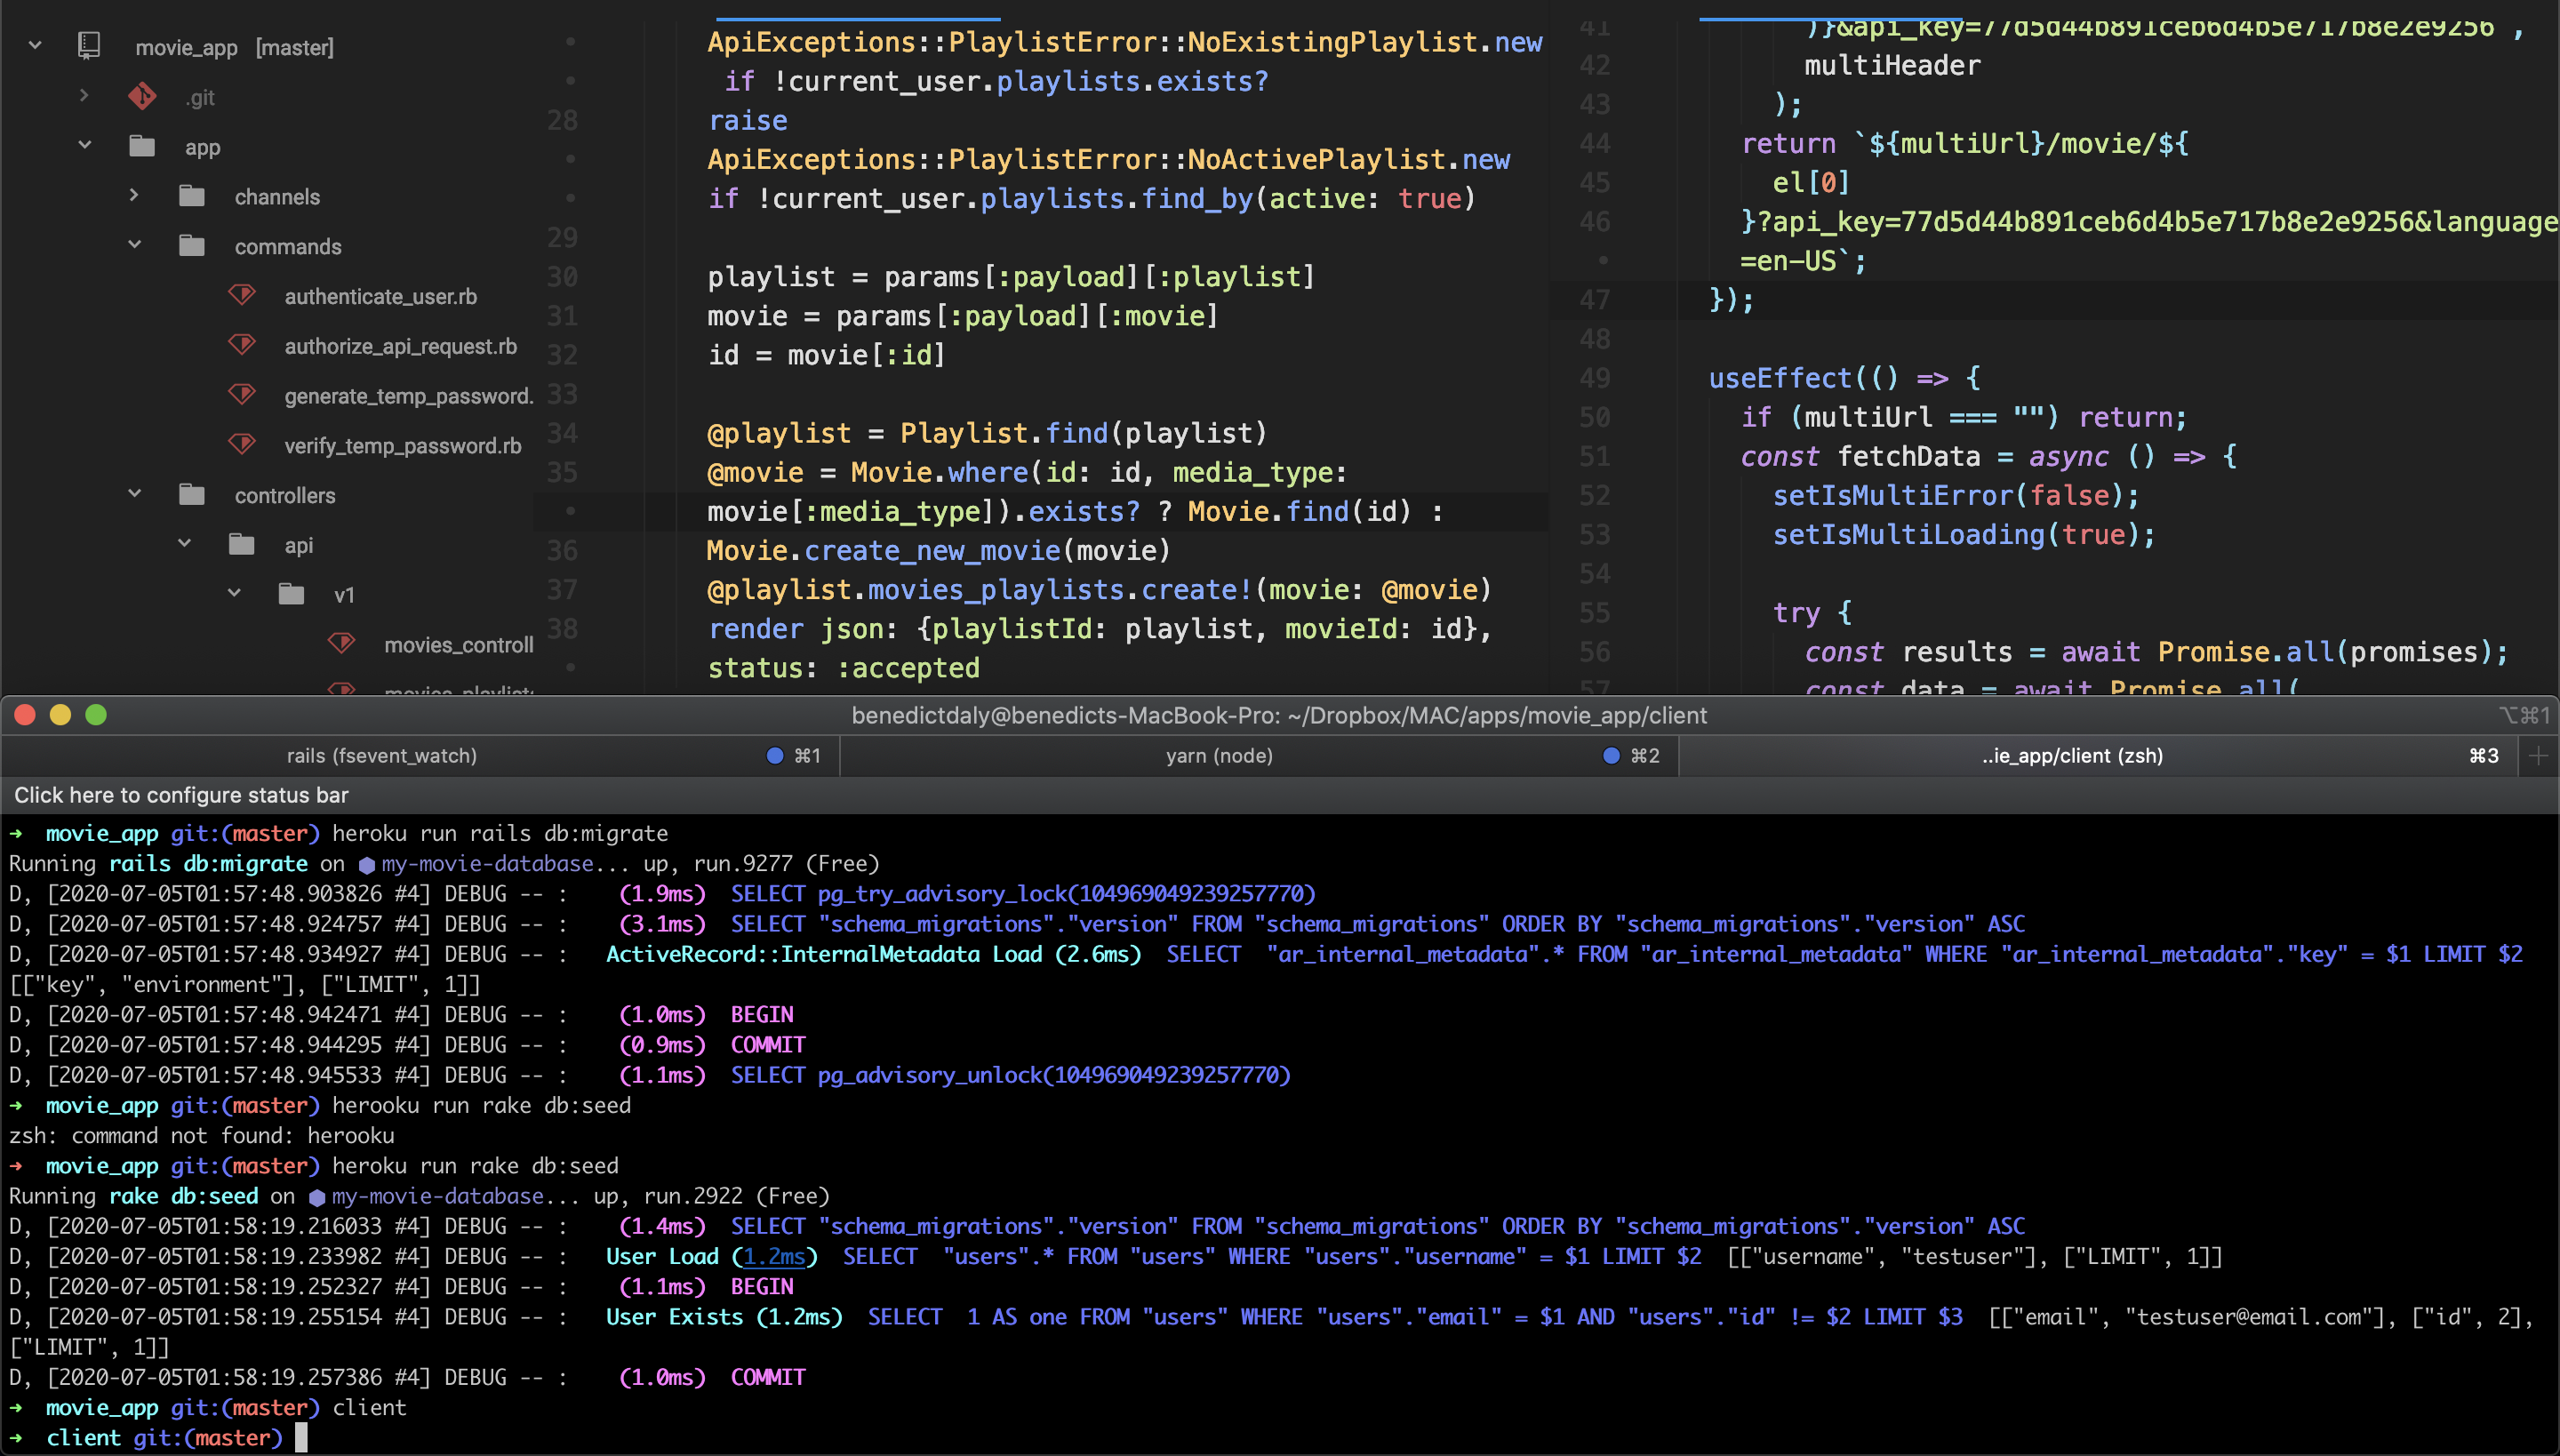 movie_app [master]
.git
app
channels
commands
authenticate_user.rb
authorize_api_request.rb
generate_temp_password.
verify_temp_password.rb
controllers
api
v1
movies_controll
ApiExceptions::PlaylistError::NoExistingPlaylist.new
if !current_user.playlists.exists?
28 raise
ApiExceptions::PlaylistError::NoActivePlaylist.new
if !current_user.playlists.find_by(active: true)
29
30 playlist = params[:payload][:playlist]
31 movie = params[:payload][:movie]
32 id = movie[:id]
33
34 @playlist = Playlist.find(playlist)
35 @movie = Movie.where(id: id, media_type:
movie[:media_type]).exists? ? Movie.find(id) :
36 Movie.create_new_movie(movie)
37 @playlist.movies_playlists.create!(movie: @movie)
38 render json: {playlistId: playlist, movieId: id},
status: :accepted
41 )}&api_key=77d5d44b891ceb6d4b5e717b8e2e9256`,
42 multiHeader
43 );
44 return `${multiUrl}/movie/${
45 el[0]
46 }?api_key=77d5d44b891ceb6d4b5e717b8e2e9256&language
=en-US`;
47 });
48
49 useEffect(() => {
50 if (multiUrl === "") return;
51 const fetchData = async () => {
52 setIsMultiError(false);
53 setIsMultiLoading(true);
54
55 try {
56 const results = await Promise.all(promises);
57 const data = await Promise.all(
benedictdaly@benedicts-MacBook-Pro: ~/Dropbox/MAC/apps/movie_app/client ⌥⌘1
rails (fsevent_watch) ⌘1 yarn (node) ⌘2 ..ie_app/client (zsh) ⌘3 +
Click here to configure status bar
➜ movie_app git:(master) heroku run rails db:migrate
Running rails db:migrate on ⬢ my-movie-database... up, run.9277 (Free)
D, [2020-07-05T01:57:48.903826 #4] DEBUG -- : (1.9ms) SELECT pg_try_advisory_lock(104969049239257770)
D, [2020-07-05T01:57:48.924757 #4] DEBUG -- : (3.1ms) SELECT "schema_migrations"."version" FROM "schema_migrations" ORDER BY "schema_migrations"."version" ASC
D, [2020-07-05T01:57:48.934927 #4] DEBUG -- : ActiveRecord::InternalMetadata Load (2.6ms) SELECT "ar_internal_metadata".* FROM "ar_internal_metadata" WHERE "ar_internal_metadata"."key" = $1 LIMIT $2
[["key", "environment"], ["LIMIT", 1]]
D, [2020-07-05T01:57:48.942471 #4] DEBUG -- : (1.0ms) BEGIN
D, [2020-07-05T01:57:48.944295 #4] DEBUG -- : (0.9ms) COMMIT
D, [2020-07-05T01:57:48.945533 #4] DEBUG -- : (1.1ms) SELECT pg_advisory_unlock(104969049239257770)
➜ movie_app git:(master) herooku run rake db:seed
zsh: command not found: herooku
➜ movie_app git:(master) heroku run rake db:seed
Running rake db:seed on ⬢ my-movie-database... up, run.2922 (Free)
D, [2020-07-05T01:58:19.216033 #4] DEBUG -- : (1.4ms) SELECT "schema_migrations"."version" FROM "schema_migrations" ORDER BY "schema_migrations"."version" ASC
D, [2020-07-05T01:58:19.233982 #4] DEBUG -- : User Load (1.2ms) SELECT "users".* FROM "users" WHERE "users"."username" = $1 LIMIT $2 [["username", "testuser"], ["LIMIT", 1]]
D, [2020-07-05T01:58:19.252327 #4] DEBUG -- : (1.1ms) BEGIN
D, [2020-07-05T01:58:19.255154 #4] DEBUG -- : User Exists (1.2ms) SELECT 1 AS one FROM "users" WHERE "users"."email" = $1 AND "users"."id" != $2 LIMIT $3 [["email", "testuser@email.com"], ["id", 2],
["LIMIT", 1]]
D, [2020-07-05T01:58:19.257386 #4] DEBUG -- : (1.0ms) COMMIT
➜ movie_app git:(master) client
➜ client git:(master)